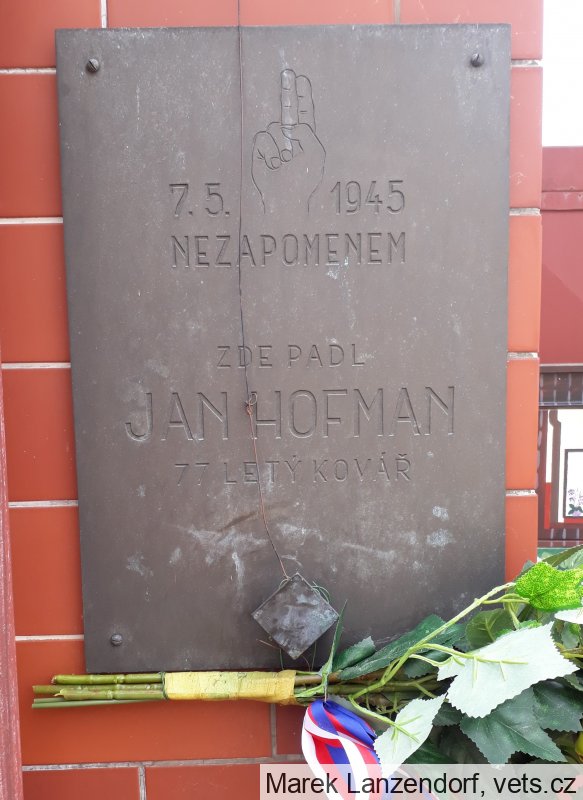 7. 5. 1945
NEZAPOMENEM
ZDE PADL
JAN HOFMAN
77 LETÝ KOVÁŘ
Marek Lanzendorf, vets.cz